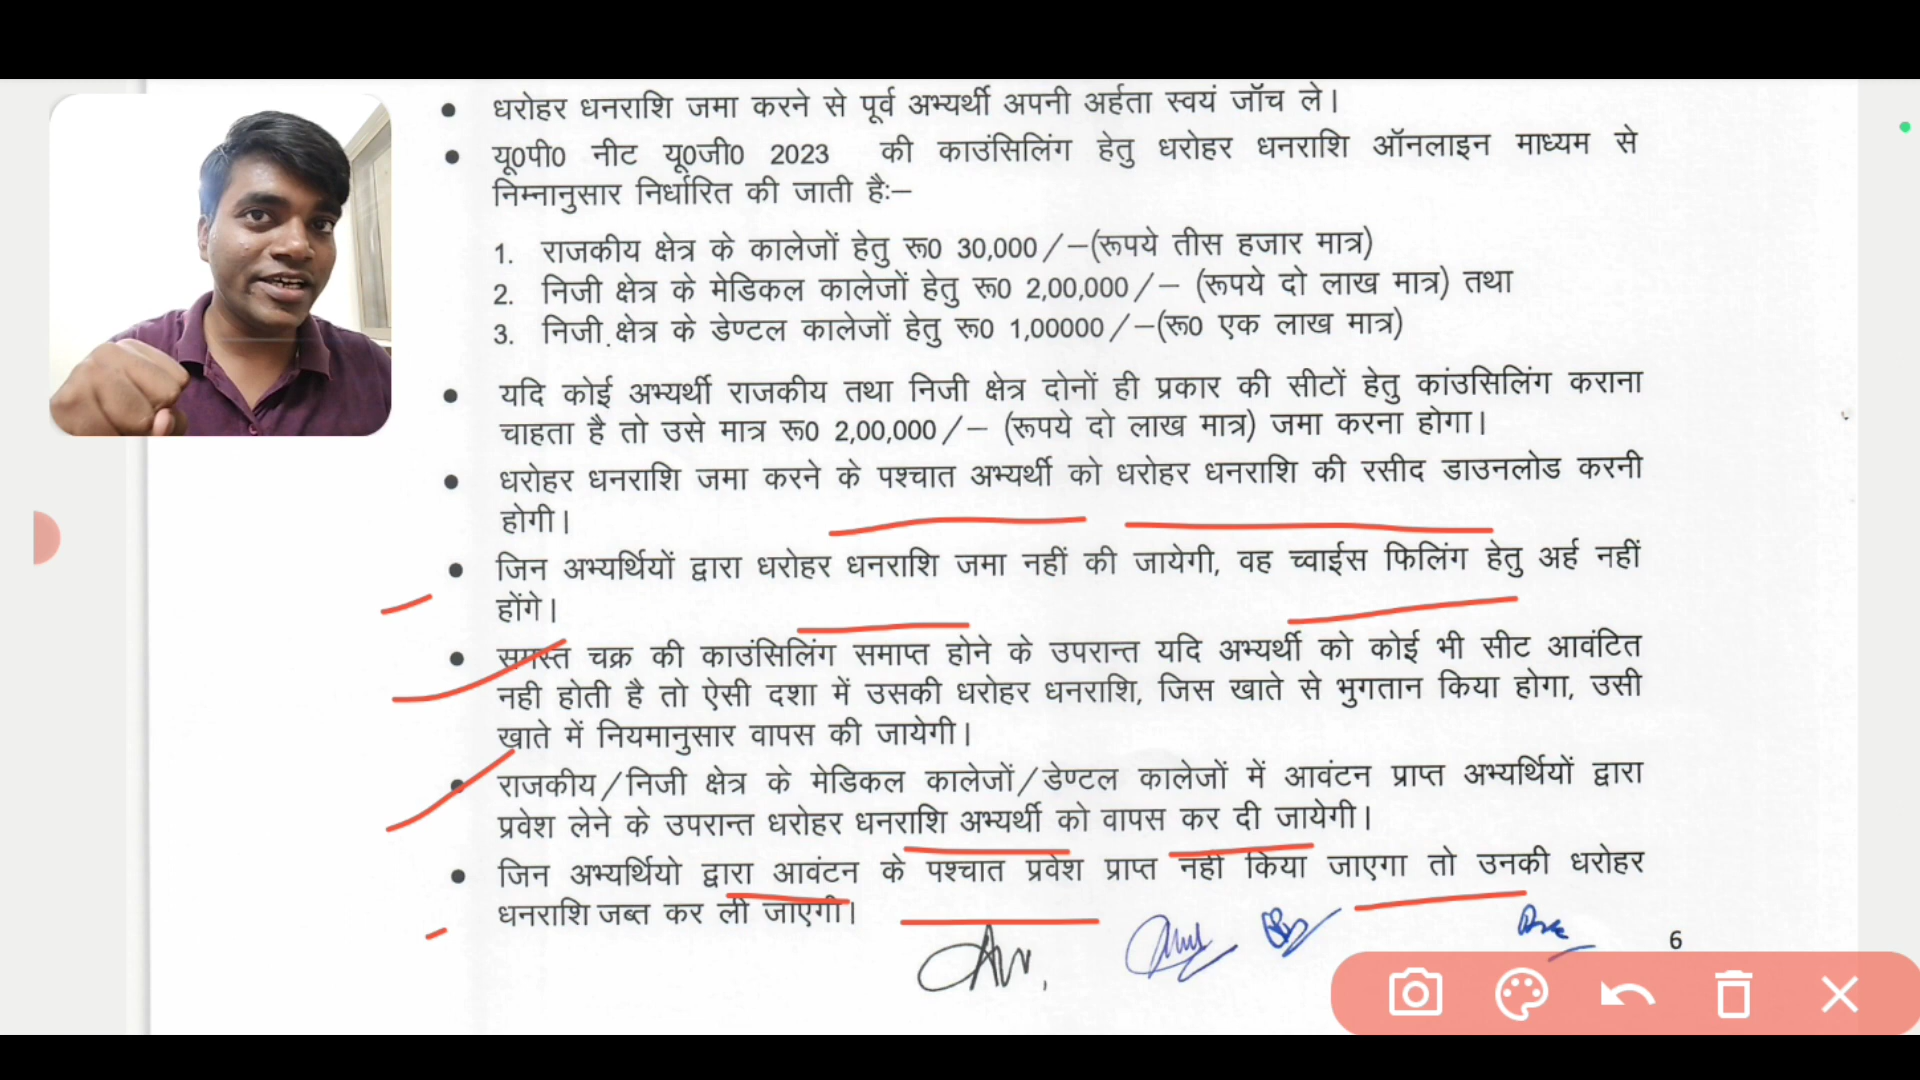 धरोहर धनराशि जमा करने से पूर्व अभ्यर्थी अपनी अर्हता स्वयं जॉच ले।
यू0पी0 नीट यू0जी0 2023 की काउंसिलिंग हेतु धरोहर धनराशि ऑनलाइन माध्यम से
निम्नानुसार निर्धारित की जाती हैः–
1. राजकीय क्षेत्र के कालेजों हेतु रू0 30,000/–(रूपये तीस हजार मात्र)
2. निजी क्षेत्र के मेडिकल कालेजों हेतु रू0 2,00,000/– (रूपये दो लाख मात्र) तथा
3. निजी क्षेत्र के डेण्टल कालेजों हेतु रू0 1,00000/–(रू0 एक लाख मात्र)
यदि कोई अभ्यर्थी राजकीय तथा निजी क्षेत्र दोनों ही प्रकार की सीटों हेतु कांउसिलिंग कराना
चाहता है तो उसे मात्र रू0 2,00,000/– (रूपये दो लाख मात्र) जमा करना होगा।
धरोहर धनराशि जमा करने के पश्चात अभ्यर्थी को धरोहर धनराशि की रसीद डाउनलोड करनी
होगी।
जिन अभ्यर्थियों द्वारा धरोहर धनराशि जमा नहीं की जायेगी, वह च्वाईस फिलिंग हेतु अर्ह नहीं
होंगे।
समस्त चक्र की काउंसिलिंग समाप्त होने के उपरान्त यदि अभ्यर्थी को कोई भी सीट आवंटित
नही होती है तो ऐसी दशा में उसकी धरोहर धनराशि, जिस खाते से भुगतान किया होगा, उसी
खाते में नियमानुसार वापस की जायेगी।
राजकीय/निजी क्षेत्र के मेडिकल कालेजों/डेण्टल कालेजों में आवंटन प्राप्त अभ्यर्थियों द्वारा
प्रवेश लेने के उपरान्त धरोहर धनराशि अभ्यर्थी को वापस कर दी जायेगी।
जिन अभ्यर्थियो द्वारा आवंटन के पश्चात प्रवेश प्राप्त नहीं किया जाएगा तो उनकी धरोहर
धनराशि जब्त कर ली जाएगी।
6